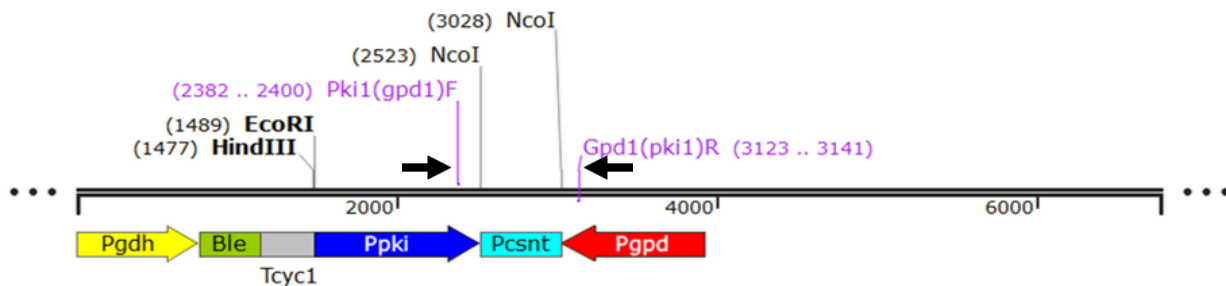 (3028) NcoI
(2523) NcoI
(2382 .. 2400) Pki1(gpd1)F
(1489) EcoRI
(1477) HindIII
Gpd1(pki1)R (3123 .. 3141)
2000
4000
6000
Pgdh
Ble
Ppki
Pcsnt
Pgpd
Tcyc1